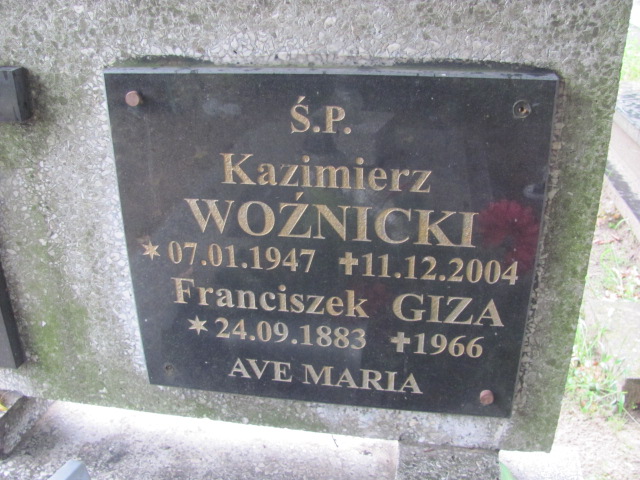 Ś.P.
Kazimierz
WOŹNICKI
* 07.01.1947 ✝11.12.2004
Franciszek GIZA
* 24.09.1883 ✝1966
AVE MARIA